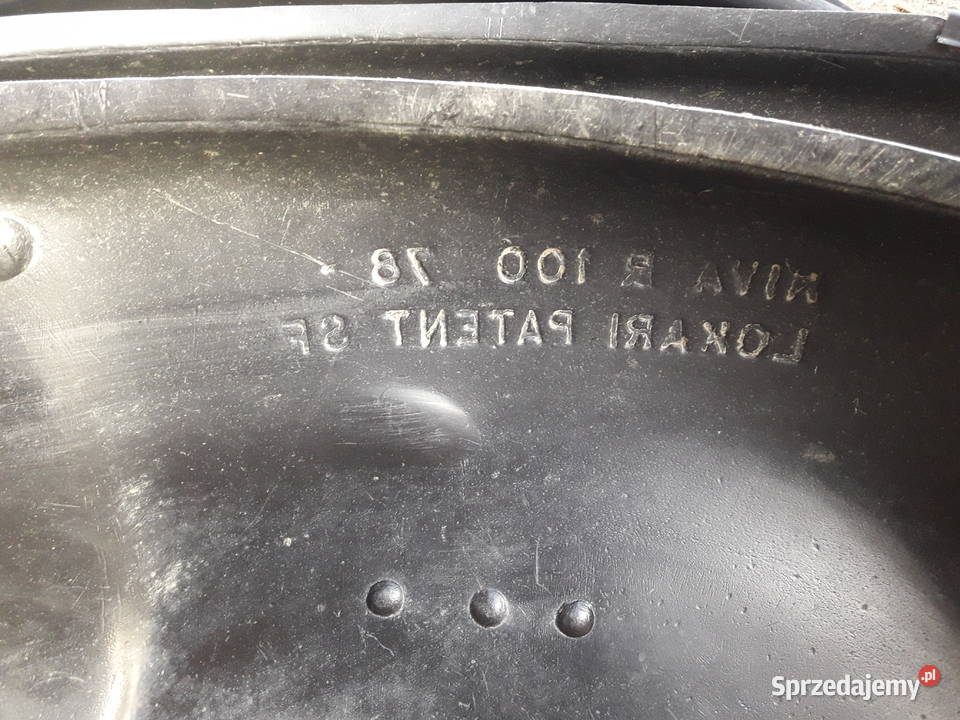 NIVA R 100 78
LOKARI PATENT SF
Sprzedajemy.pl